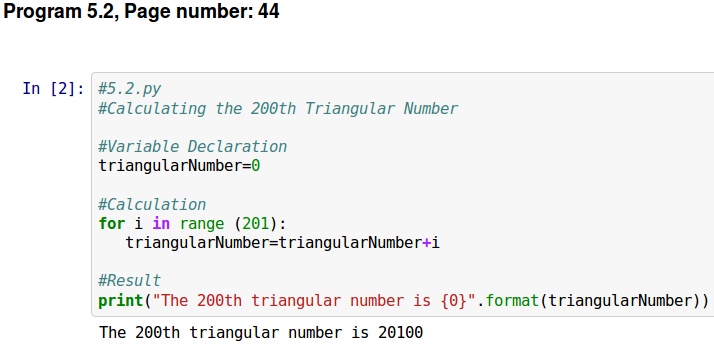 Program 5.2, Page number: 44
In [2]: #5.2.py
#Calculating the 200th Triangular Number
#Variable Declaration
triangularNumber=0
#Calculation
for i in range (201):
   triangularNumber=triangularNumber+i
#Result
print("The 200th triangular number is {0}".format(triangularNumber))
The 200th triangular number is 20100